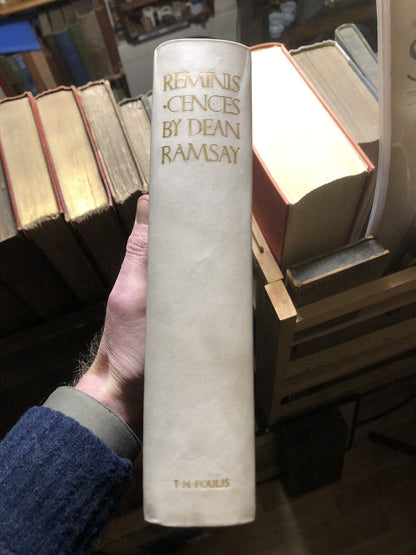 REMINIS
·CENCES
BY DEAN
RAMSAY
T·N·FOULIS